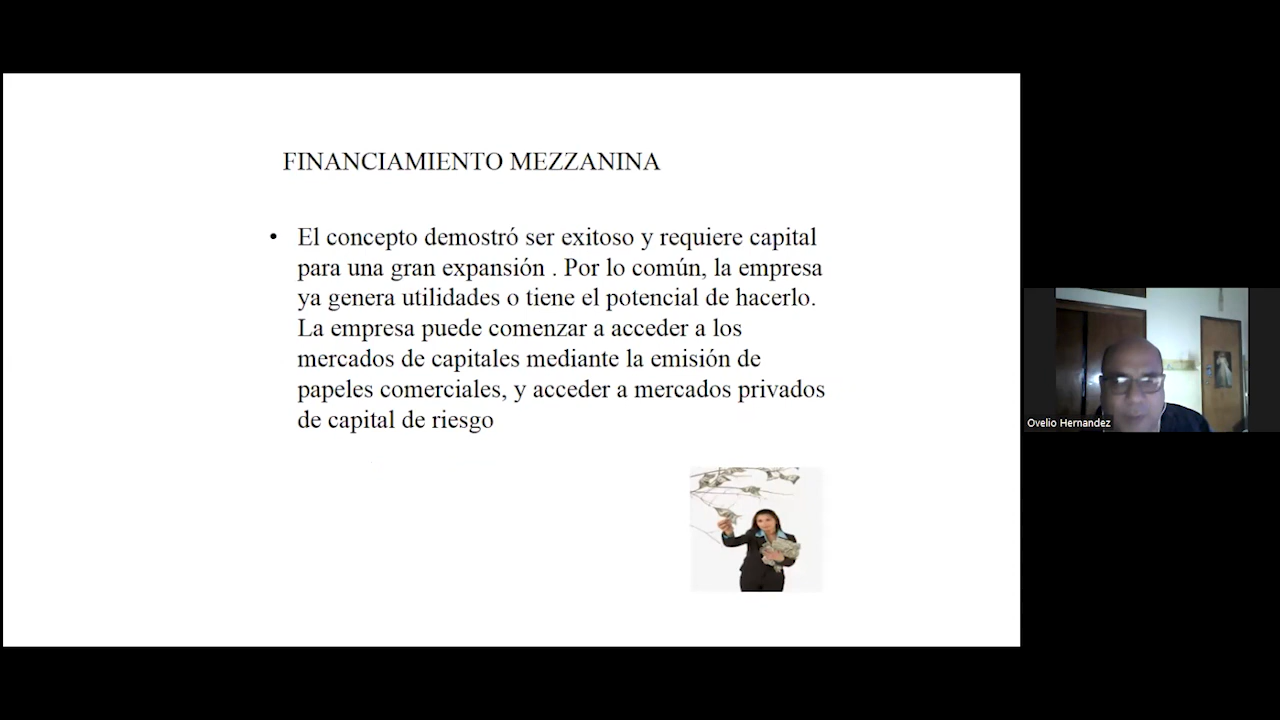 FINANCIAMIENTO MEZZANINA
• El concepto demostró ser exitoso y requiere capital
para una gran expansión . Por lo común, la empresa
ya genera utilidades o tiene el potencial de hacerlo.
La empresa puede comenzar a acceder a los
mercados de capitales mediante la emisión de
papeles comerciales, y acceder a mercados privados
de capital de riesgo
Ovelio Hernandez